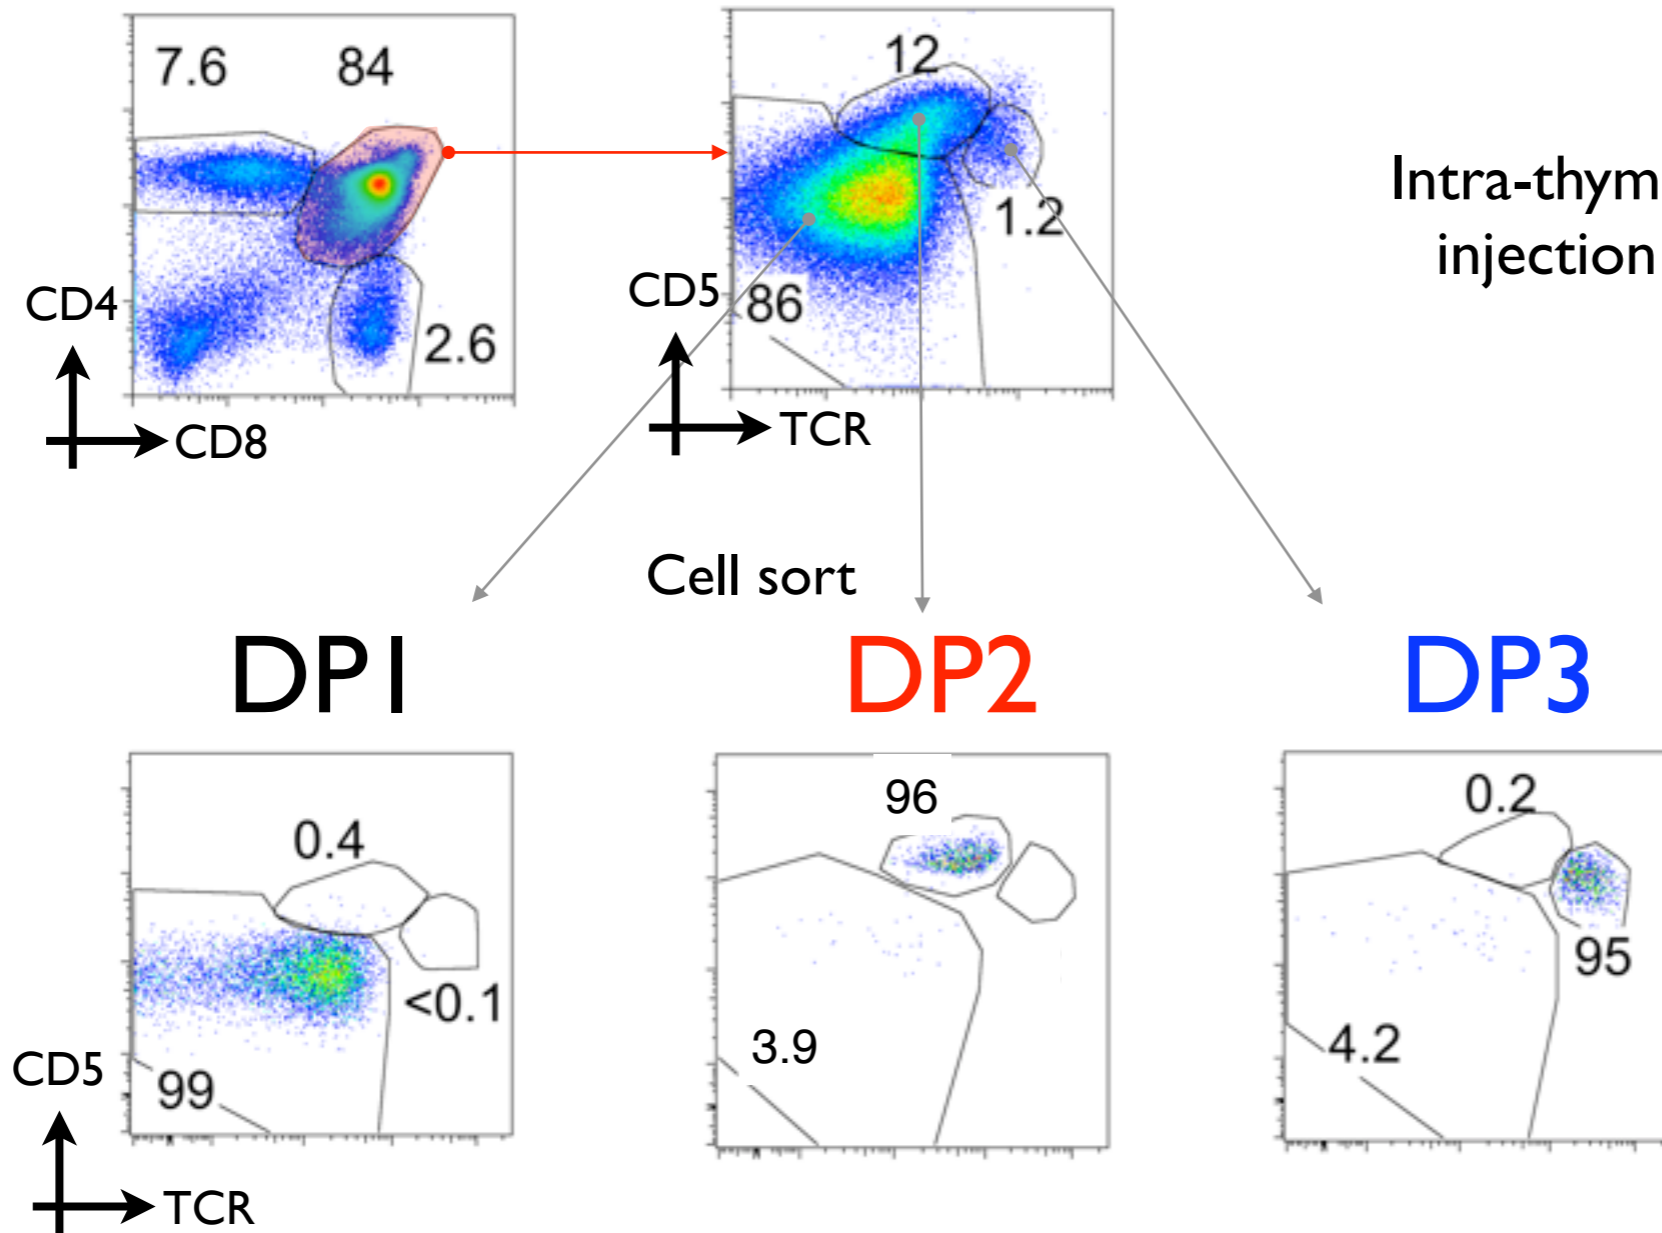 7.6 84
12
Intra-thym
injection
1.2
CD4
CD5
86
2.6
CD8
TCR
Cell sort
DP1
DP2
DP3
96
0.2
0.4
95
<0.1
3.9
4.2
CD5
99
TCR